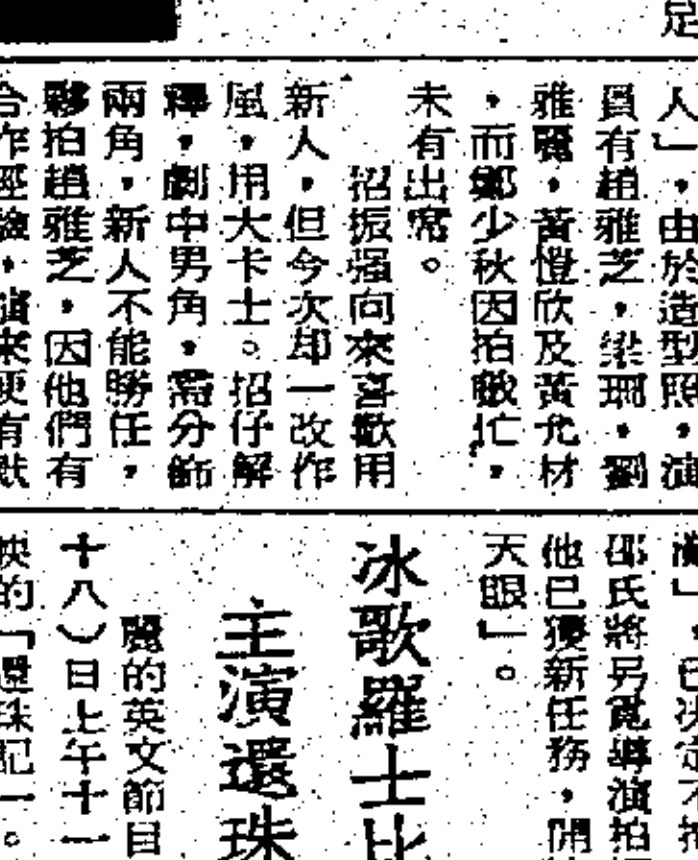 足
人」,由於造型照,演
員有趙雅芝,梁珊,劉
雅麗,黃愷欣及黃允材
,而鄭少秋因拍戲忙,
未有出席。
招振强向來喜歡用
新人,但今次却一改作
風,用大卡士。招仔解
釋,劇中男角,需分飾
兩角,新人不能勝任,
夥拍趙雅芝,因他們有
合作經驗,演來更有默
」,已決定不拍
邵氏將另覓導演拍
他已獲新任務,開
天眼」。
冰歌羅士比
主演還珠
麗的英文節目
十八)日上午十一
映的「還珠記」。